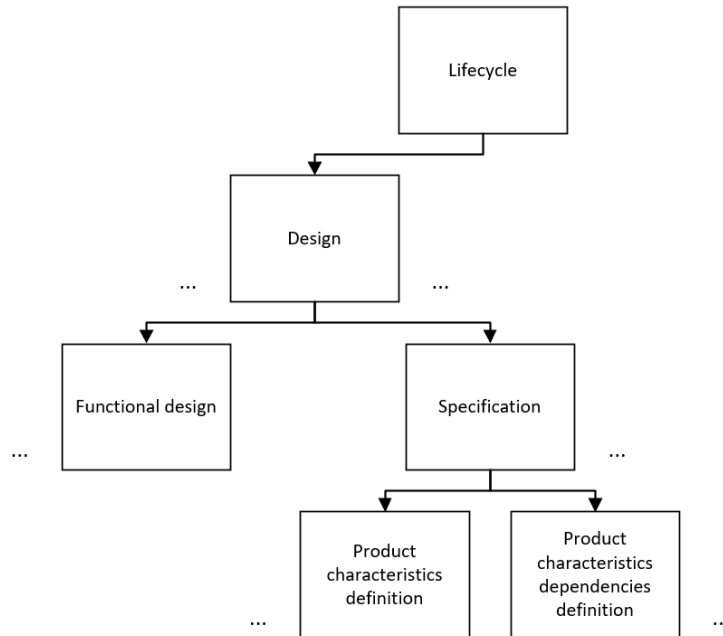 Lifecycle
Design
...
...
Functional design
Specification
...
...
Product
characteristics
definition
Product
characteristics
dependencies
definition
...
...